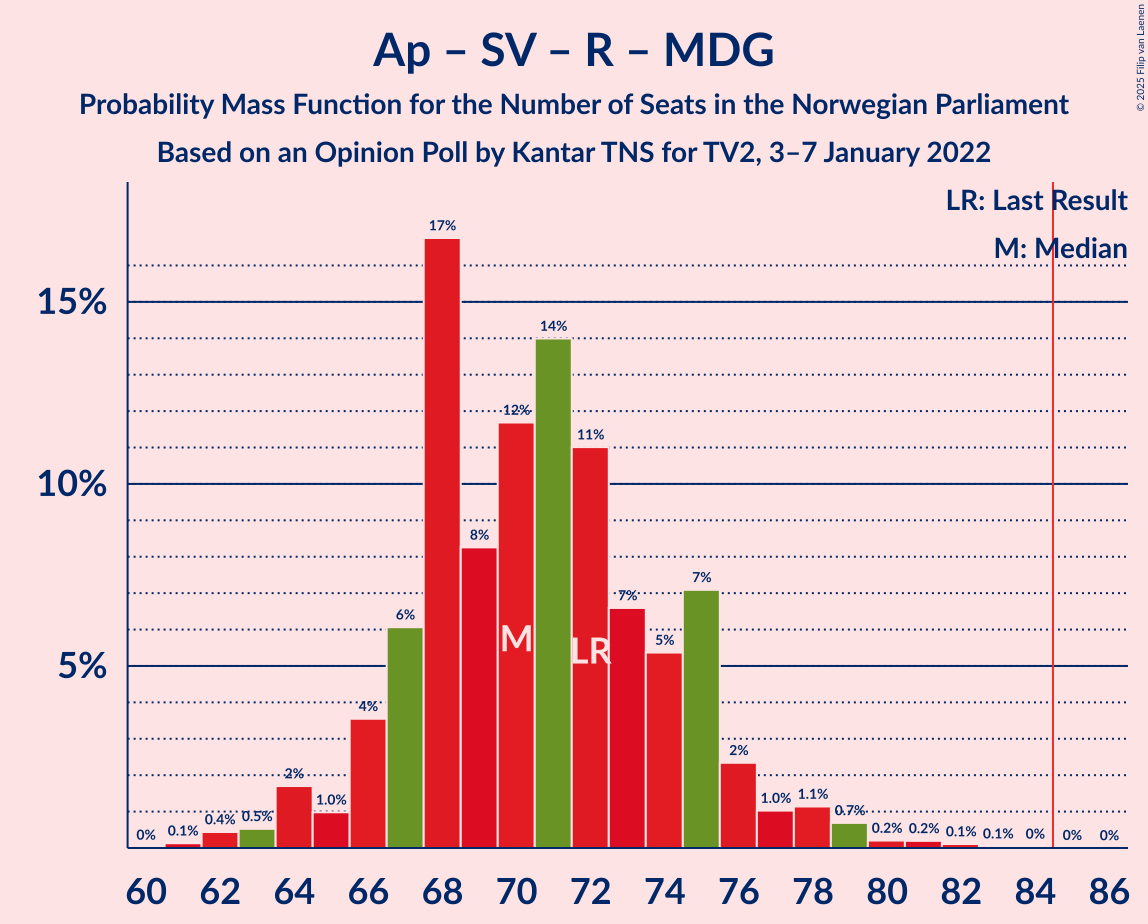 Ap – SV – R – MDG
Probability Mass Function for the Number of Seats in the Norwegian Parliament
Based on an Opinion Poll by Kantar TNS for TV2, 3–7 January 2022
© 2025 Filip van Laenen
LR: Last Result
M: Median
15%
10%
5%
0% 0.1% 0.4% 0.5% 2% 1.0% 4% 6% 17% 8% 12% 14% 11% 7% 5% 7% 2% 1.0% 1.1% 0.7% 0.2% 0.2% 0.1% 0.1% 0% 0% 0%
M LR
60 62 64 66 68 70 72 74 76 78 80 82 84 86